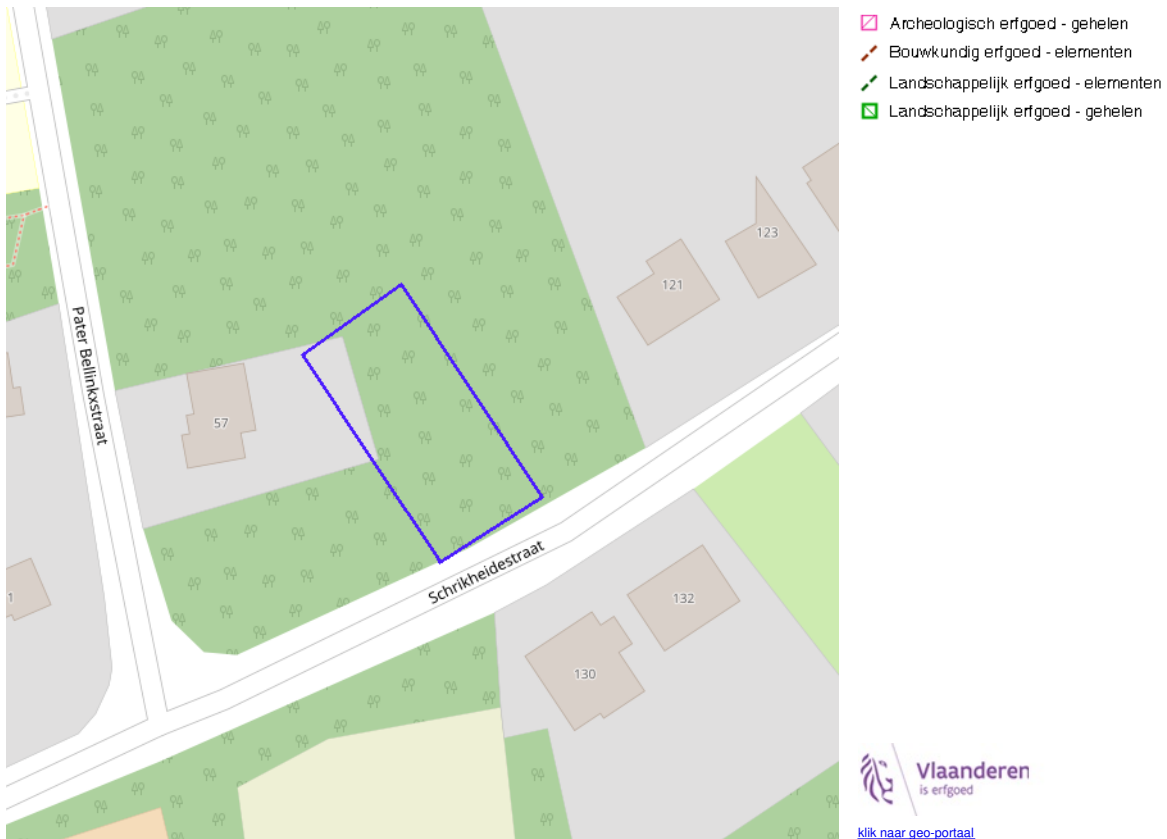 Archeologisch erfgoed - gehelen
Bouwkundig erfgoed - elementen
Landschappelijk erfgoed - elementen
Landschappelijk erfgoed - gehelen
123
121
Pater Bellinkxstraat
57
Schrikheidestraat
132
1
130
Vlaanderen
is erfgoed
klik naar geo-portaal